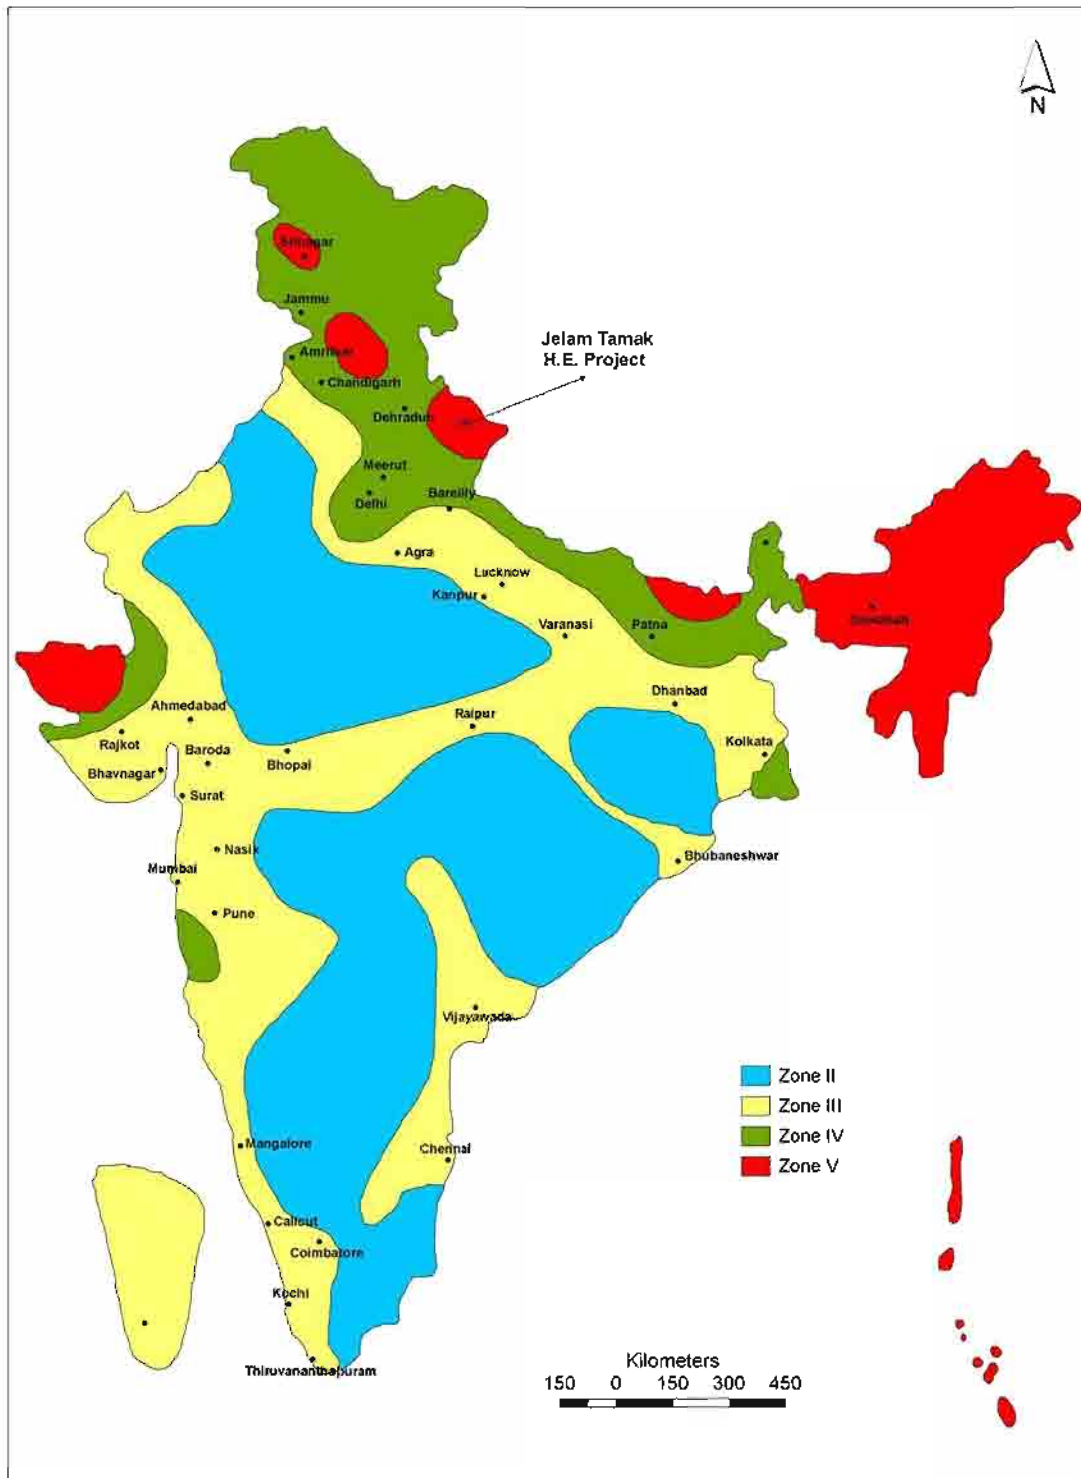 N
Srinagar
Jammu
Jelam Tamak
H.E. Project
Amritsar
Chandigarh
Dehradun
Meerut
Delhi
Bareilly
Agra
Lucknow
Kanpur
Varanasi
Patna
Guwahati
Dhanbad
Ahmedabad
Raipur
Rajkot
Baroda
Bhopal
Kolkata
Bhavnagar
Surat
Nasik
Bhubaneshwar
Mumbai
Pune
Vijayawada
Zone II
Zone III
Zone IV
Zone V
Mangalore
Chennai
Calicut
Coimbatore
Kochi
Thiruvananthapuram
Kilometers
150 0 150 300 450